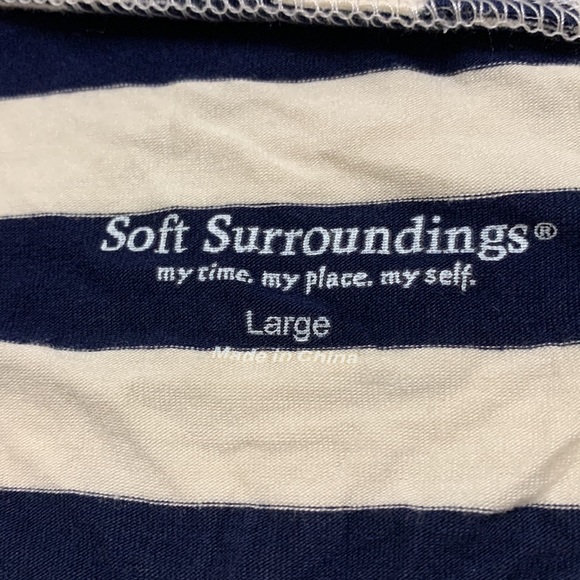 Soft Surroundings®
my time. my place. my self.
Large
Made in China